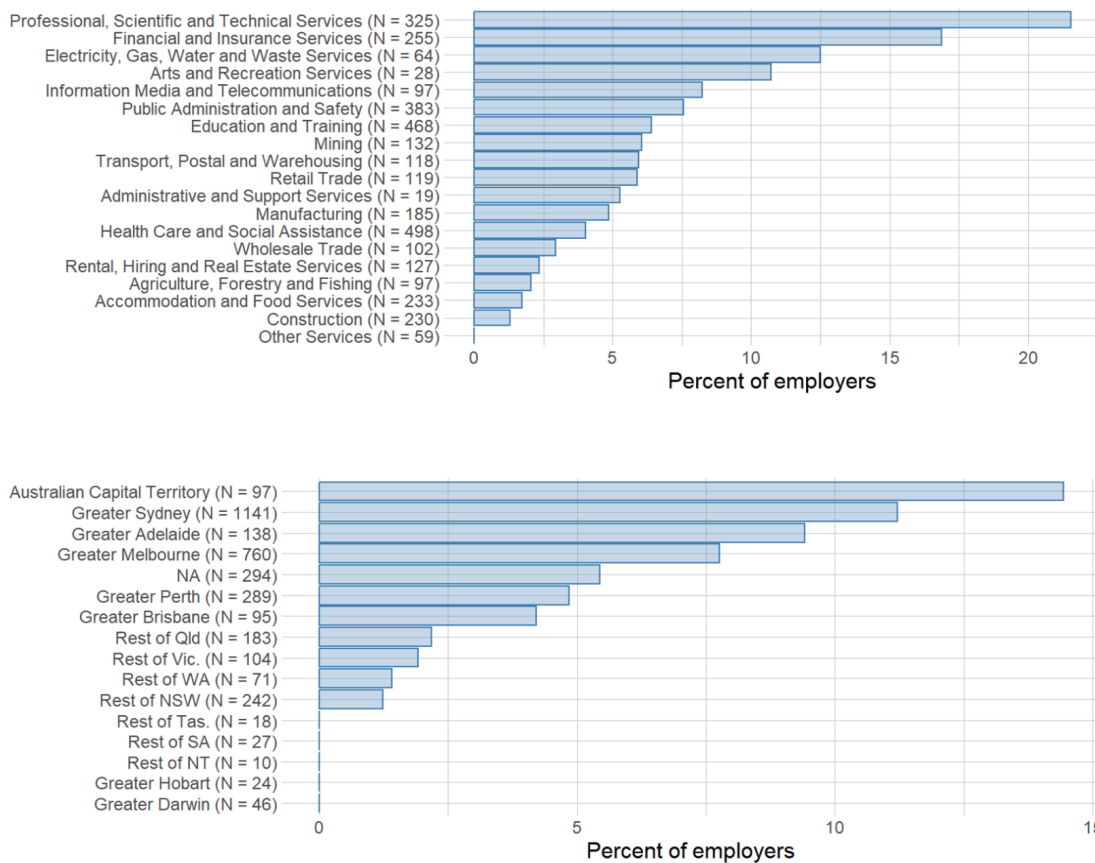 Professional, Scientific and Technical Services (N = 325)
Financial and Insurance Services (N = 255)
Electricity, Gas, Water and Waste Services (N = 64)
Arts and Recreation Services (N = 28)
Information Media and Telecommunications (N = 97)
Public Administration and Safety (N = 383)
Education and Training (N = 468)
Mining (N = 132)
Transport, Postal and Warehousing (N = 118)
Retail Trade (N = 119)
Administrative and Support Services (N = 19)
Manufacturing (N = 185)
Health Care and Social Assistance (N = 498)
Wholesale Trade (N = 102)
Rental, Hiring and Real Estate Services (N = 127)
Agriculture, Forestry and Fishing (N = 97)
Accommodation and Food Services (N = 233)
Construction (N = 230)
Other Services (N = 59)
0 5 10 15 20
Percent of employers
Australian Capital Territory (N = 97)
Greater Sydney (N = 1141)
Greater Adelaide (N = 138)
Greater Melbourne (N = 760)
NA (N = 294)
Greater Perth (N = 289)
Greater Brisbane (N = 95)
Rest of Qld (N = 183)
Rest of Vic. (N = 104)
Rest of WA (N = 71)
Rest of NSW (N = 242)
Rest of Tas. (N = 18)
Rest of SA (N = 27)
Rest of NT (N = 10)
Greater Hobart (N = 24)
Greater Darwin (N = 46)
0 5 10 15
Percent of employers